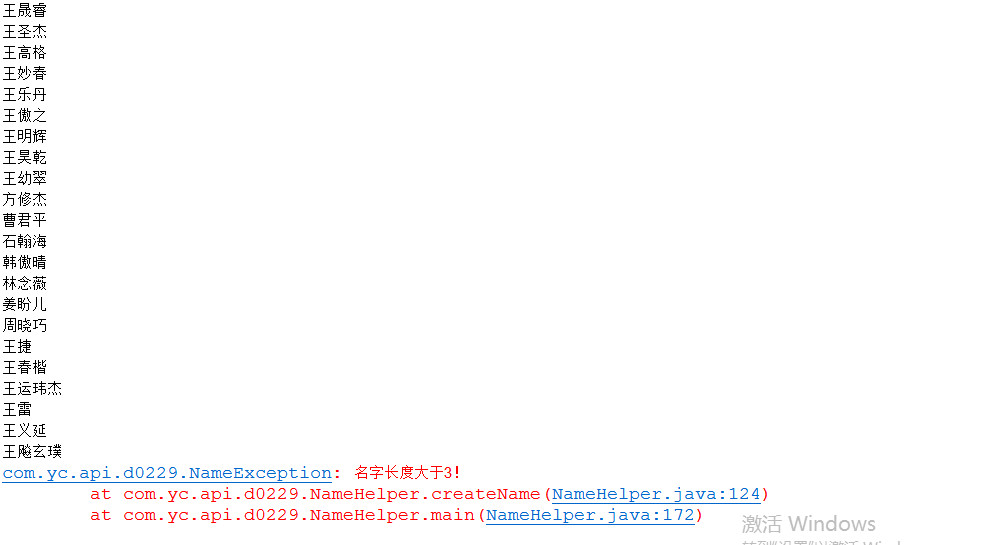 王晟睿
王圣杰
王高格
王妙春
王乐丹
王傲之
王明辉
王昊乾
王幼翠
方修杰
曹君平
石翰海
韩傲晴
林念薇
姜盼儿
周晓巧
王捷
王春楷
王运玮杰
王雷
王义延
王飚玄璞
com.yc.api.d0229.NameException: 名字长度大于3!
at com.yc.api.d0229.NameHelper.createName(NameHelper.java:124)
at com.yc.api.d0229.NameHelper.main(NameHelper.java:172)
激活 Windows